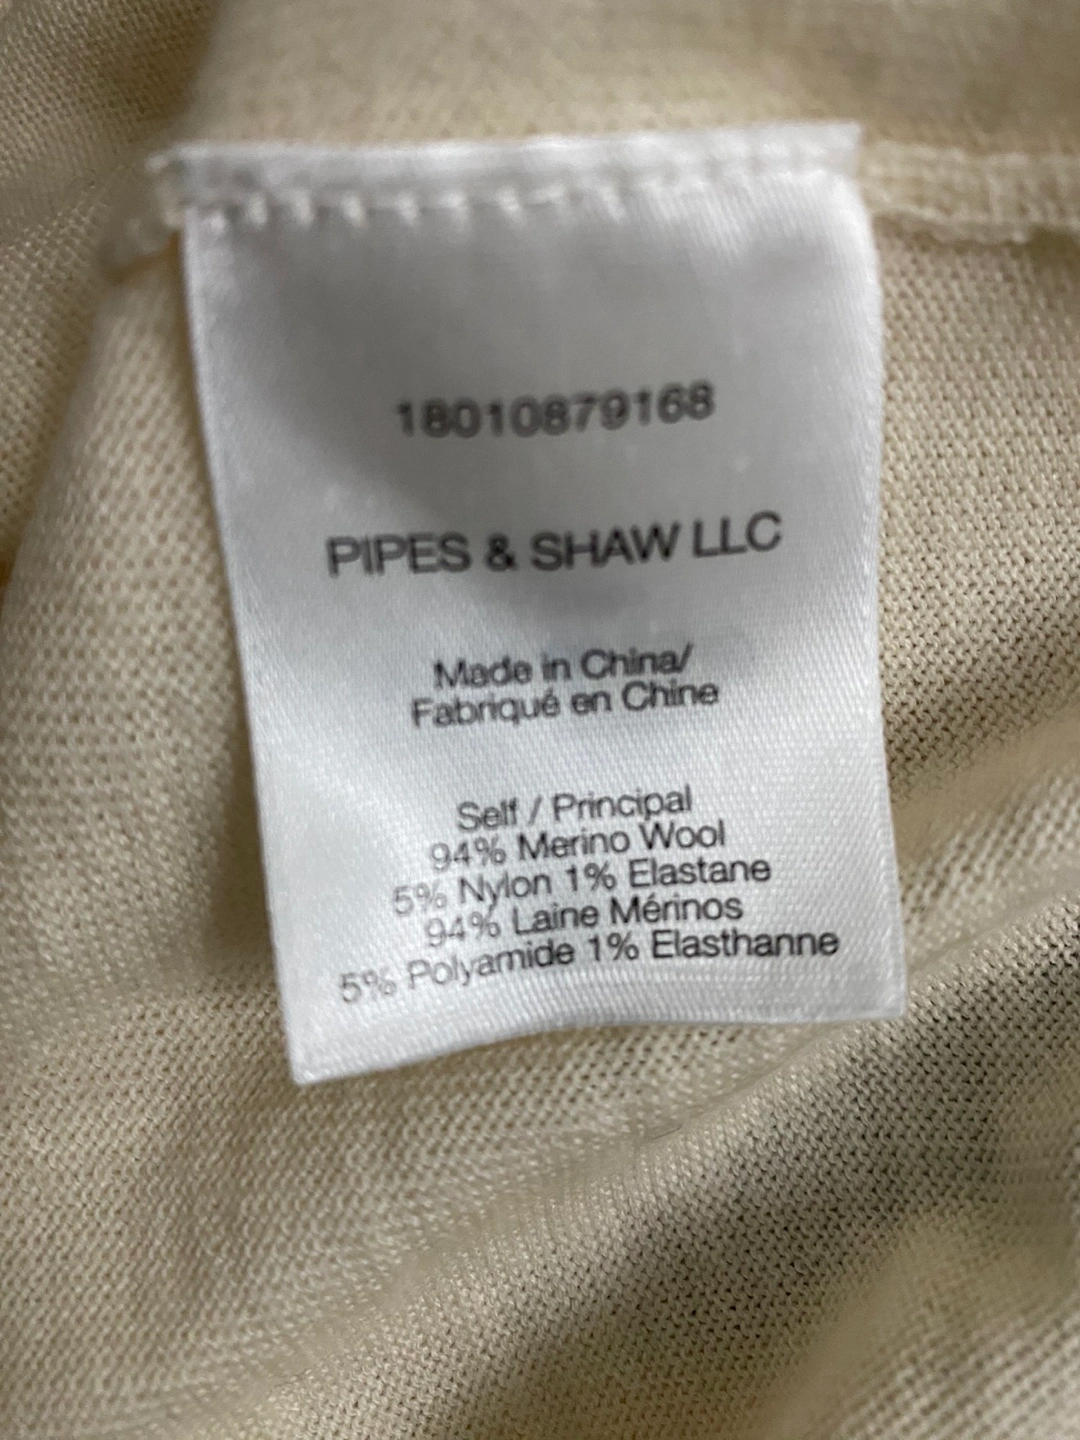 18010879168
PIPES & SHAW LLC
Made in China/
Fabriqué en Chine
Self / Principal
94% Merino Wool
5% Nylon 1% Elastane
94% Laine Mérinos
5% Polyamide 1% Elasthanne